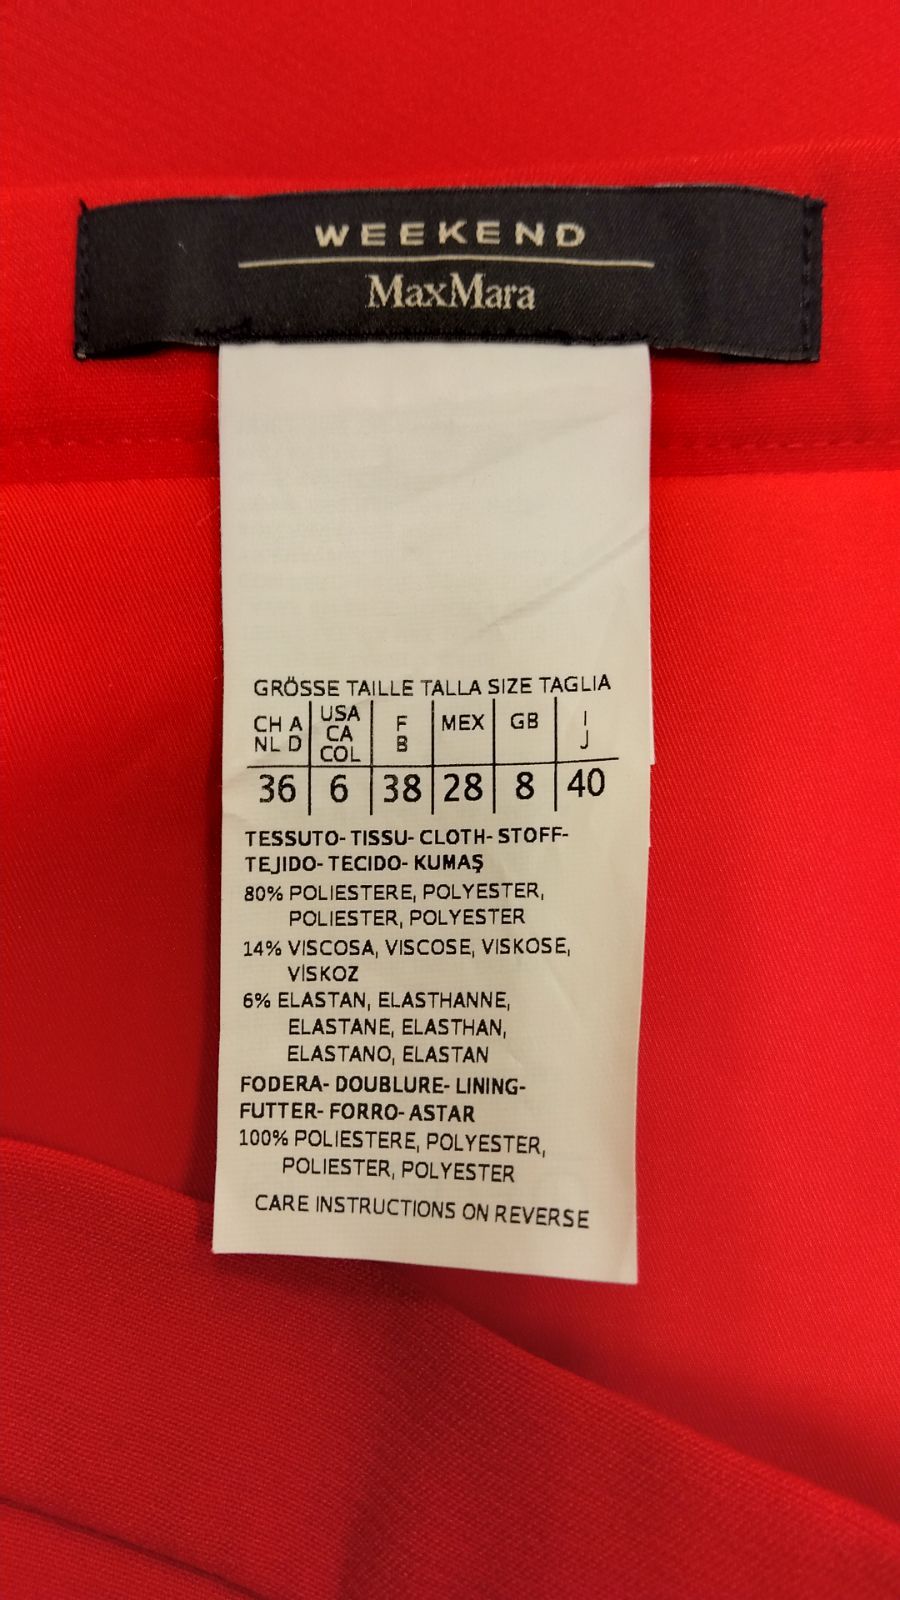 WEEKEND
MaxMara
GRÖSSE TAILLE TALLA SIZE TAGLIA
CH A NL D USA CA COL F B MEX GB I J
36 6 38 28 8 40
TESSUTO- TISSU- CLOTH- STOFF-
TEJIDO- TECIDO- KUMAŞ
80% POLIESTERE, POLYESTER,
POLIESTER, POLYESTER
14% VISCOSA, VISCOSE, VISKOSE,
VİSKOZ
6% ELASTAN, ELASTHANNE,
ELASTANE, ELASTHAN,
ELASTANO, ELASTAN
FODERA- DOUBLURE- LINING-
FUTTER- FORRO- ASTAR
100% POLIESTERE, POLYESTER,
POLIESTER, POLYESTER
CARE INSTRUCTIONS ON REVERSE